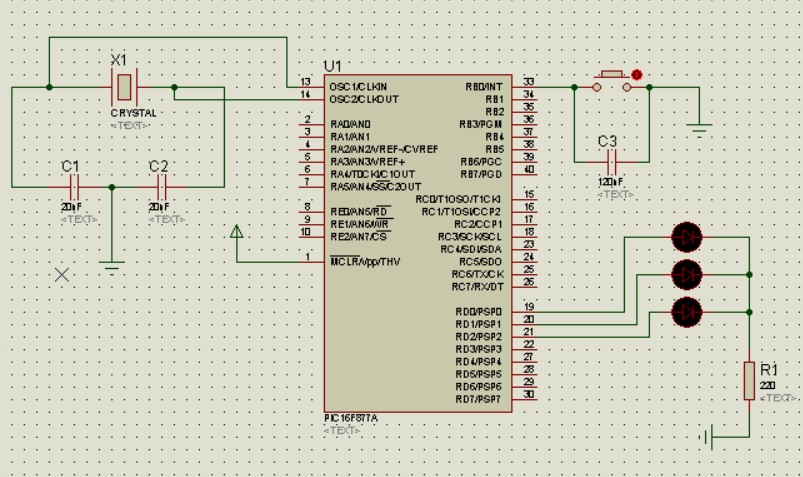 X1
CRYSTAL
<TEXT>
C1
20nF
<TEXT>
C2
20nF
<TEXT>
U1
13 OSC1/CLKIN
14 OSC2/CLKOUT
2 RA0/AN0
3 RA1/AN1
4 RA2/AN2/VREF-/CVREF
5 RA3/AN3/VREF+
6 RA4/T0CKI/C1OUT
7 RA5/AN4/SS/C2OUT
8 RE0/AN5/RD
9 RE1/AN6/WR
10 RE2/AN7/CS
1 MCLR/Vpp/THV
RB0/INT 33
RB1 34
RB2 35
RB3/PGM 36
RB4 37
RB5 38
RB6/PGC 39
RB7/PGD 40
RC0/T1OSO/T1CKI 15
RC1/T1OSI/CCP2 16
RC2/CCP1 17
RC3/SCK/SCL 18
RC4/SDI/SDA 23
RC5/SDO 24
RC6/TX/CK 25
RC7/RX/DT 26
RD0/PSP0 19
RD1/PSP1 20
RD2/PSP2 21
RD3/PSP3 22
RD4/PSP4 27
RD5/PSP5 28
RD6/PSP6 29
RD7/PSP7 30
PIC16F877A
<TEXT>
C3
120nF
<TEXT>
R1
220
<TEXT>